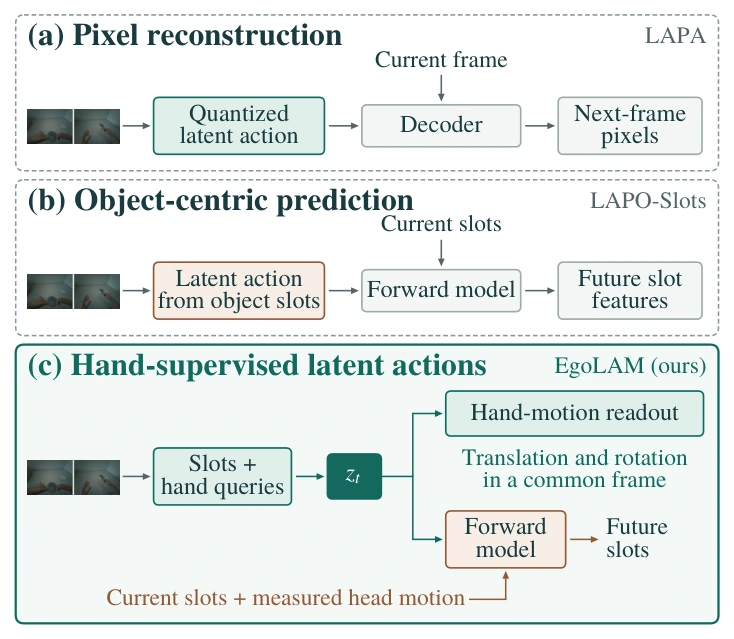 (a) Pixel reconstruction
LAPA
Current frame
Quantized
latent action
Decoder
Next-frame
pixels
(b) Object-centric prediction
LAPO-Slots
Current slots
Latent action
from object slots
Forward model
Future slot
features
(c) Hand-supervised latent actions
EgoLAM (ours)
Hand-motion readout
Slots +
hand queries
z_t
Translation and rotation
in a common frame
Forward
model
Future
slots
Current slots + measured head motion